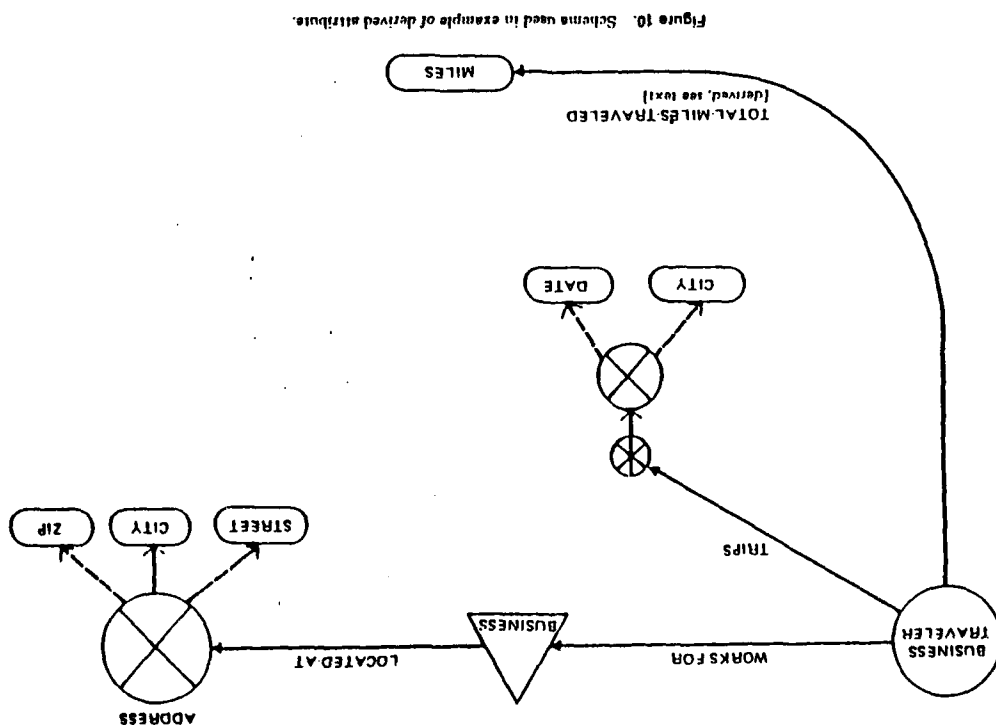 ADDRESS
BUSINESS
TRAVELER
WORKS FOR
BUSINESS
LOCATED-AT
TRIPS
STREET
CITY
ZIP
CITY
DATE
TOTAL-MILES-TRAVELED
[derived, see text]
MILES
Figure 10. Schema used in example of derived attribute.